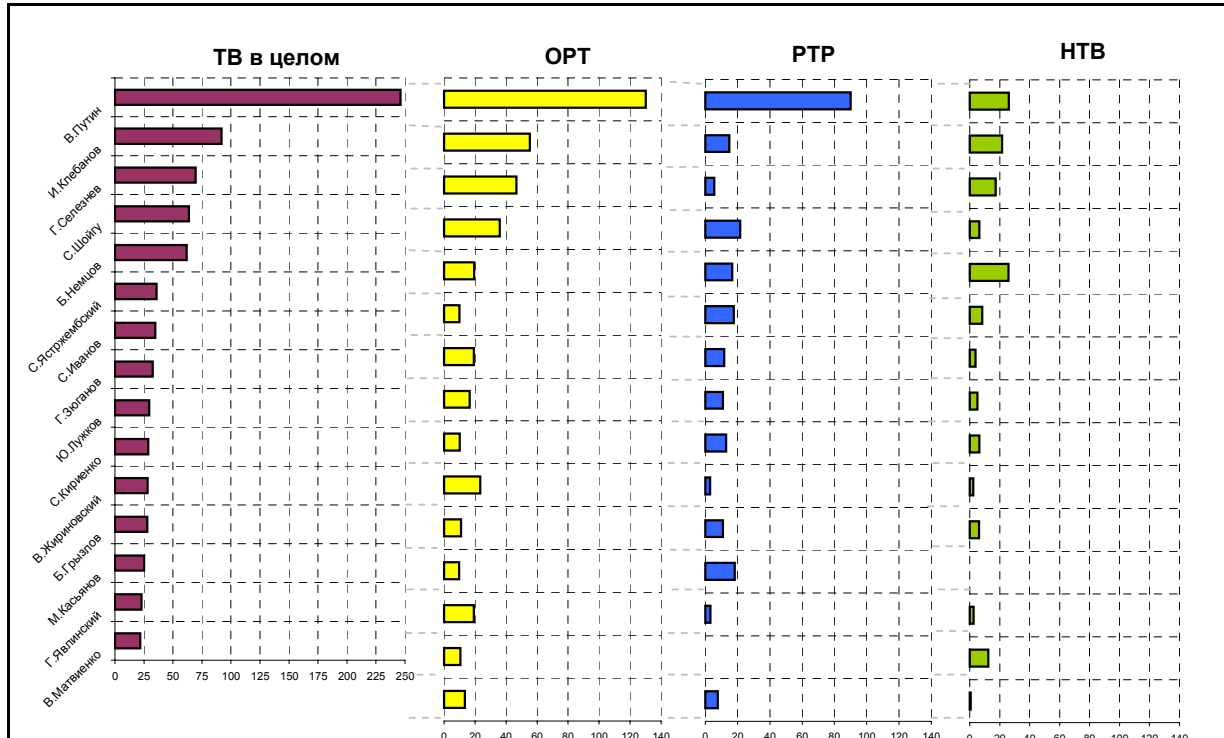 ТВ в целом
ОРТ
РТР
НТВ
В.Путин
И.Клебанов
Г.Селезнев
С.Шойгу
Б.Немцов
С.Ястржембский
С.Иванов
Г.Зюганов
Ю.Лужков
С.Кириенко
В.Жириновский
Б.Грызлов
М.Касьянов
Г.Явлинский
В.Матвиенко
0 25 50 75 100 125 150 175 200 225 250
0 20 40 60 80 100 120 140
0 20 40 60 80 100 120 140
0 20 40 60 80 100 120 140